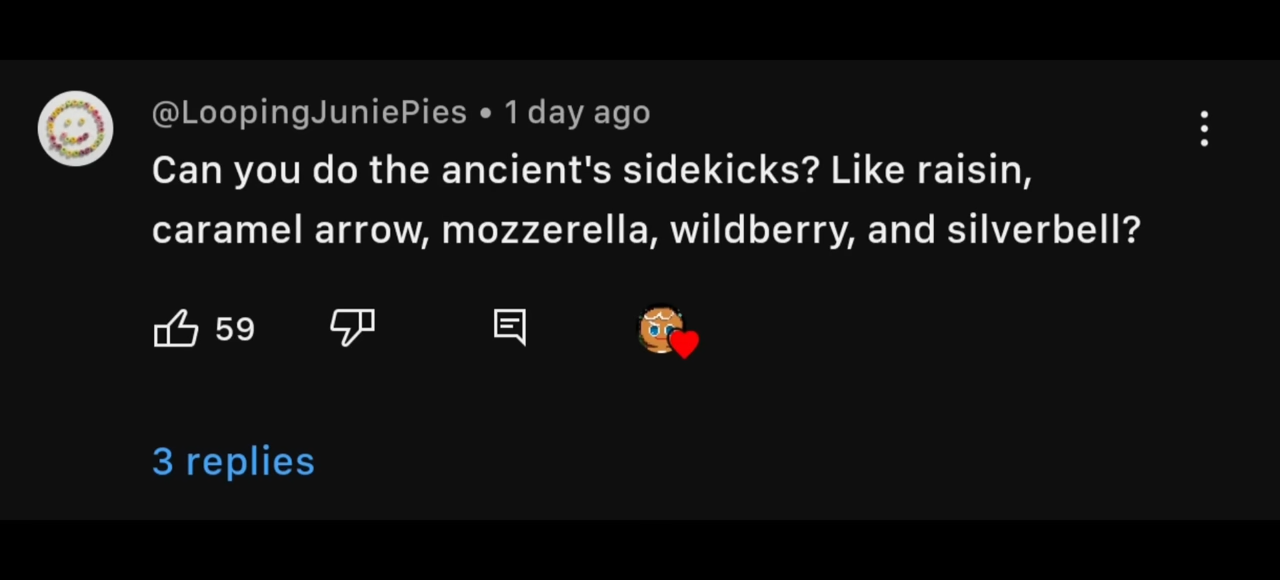 @LoopingJuniePies • 1 day ago
Can you do the ancient's sidekicks? Like raisin,
caramel arrow, mozzerella, wildberry, and silverbell?
59
3 replies